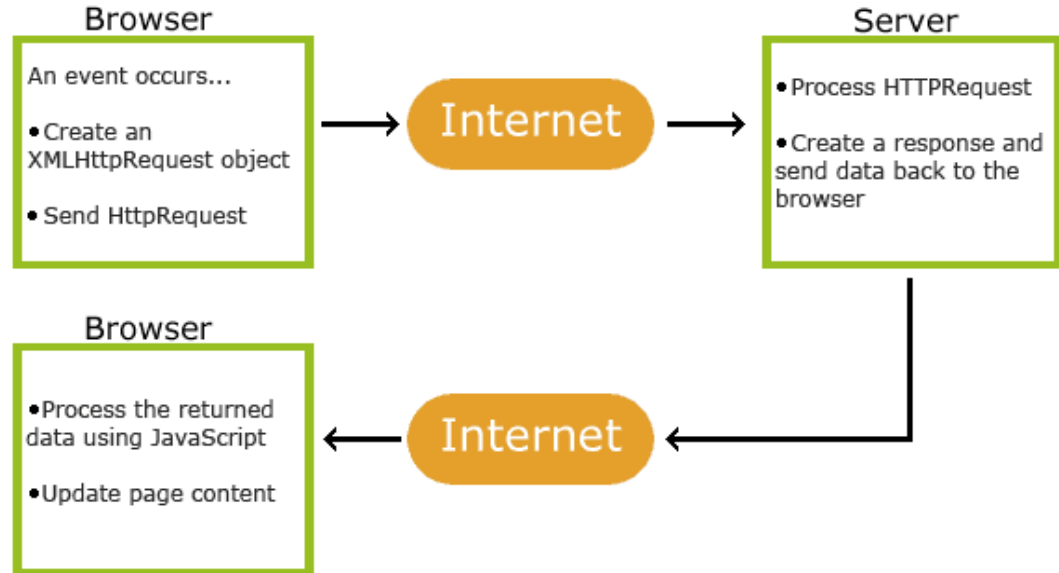 Browser
An event occurs...
•Create an
XMLHttpRequest object
•Send HttpRequest
Internet
Server
•Process HTTPRequest
•Create a response and
send data back to the
browser
Browser
•Process the returned
data using JavaScript
•Update page content
Internet